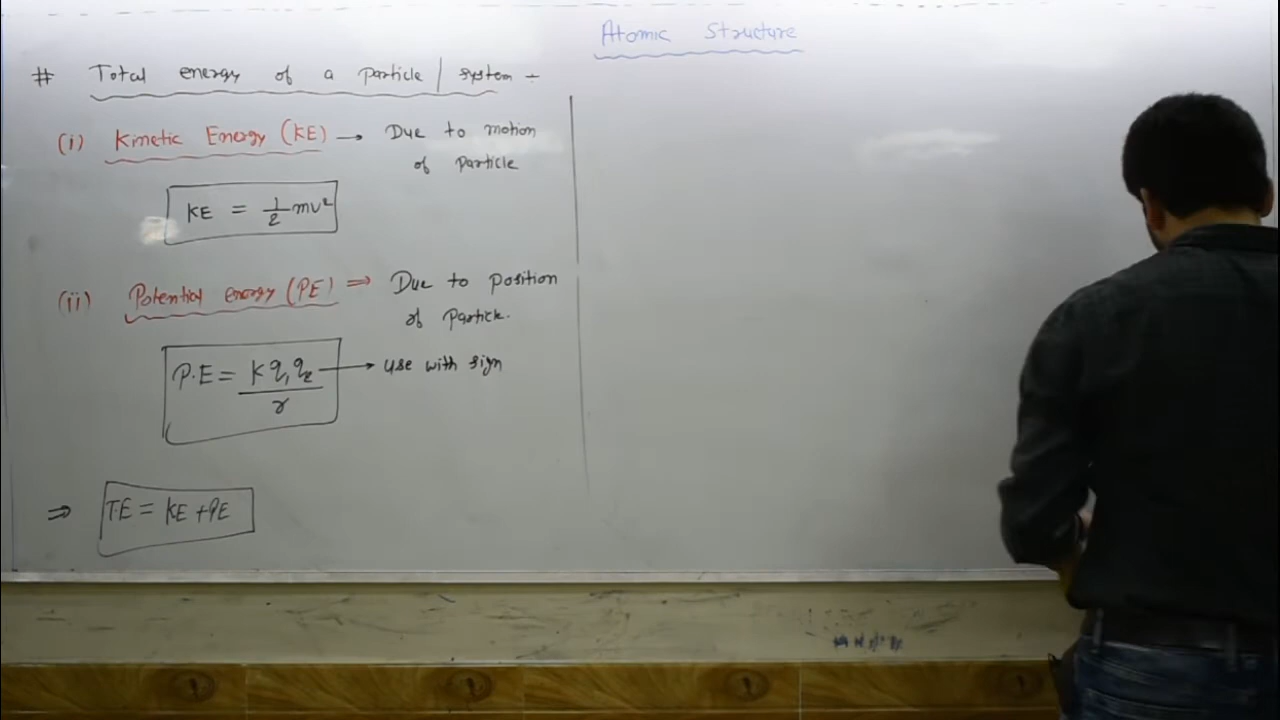 Atomic Structure
# Total energy of a particle / system ÷
(i) Kinetic Energy (KE) → Due to motion
of particle
KE = 1/2 mv²
(ii) Potential energy (PE) ⇒ Due to position
of particle.
P.E = Kq₁q₂/r → use with sign
⇒ T.E = KE + PE